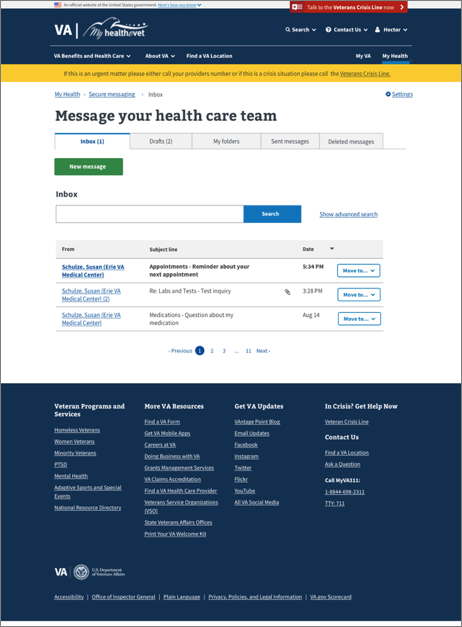 An official website of the United States government. Here's how you know
Talk to the Veterans Crisis Line now
VA | My healthevet
Search
Contact Us
Hector
VA Benefits and Health Care
About VA
Find a VA Location
My VA
My Health
If this is an urgent matter please either call your providers number or if this is a crisis situation please call the Veterans Crisis Line.
My Health › Secure messaging › Inbox
Settings
Message your health care team
Inbox (1)
Drafts (2)
My folders
Sent messages
Deleted messages
New message
Inbox
Search
Show advanced search
From
Subject line
Date
Schulze, Susan (Erie VA
Medical Center)
Appointments - Reminder about your
next appointment
5:34 PM
Move to...
Schulze, Susan (Erie VA
Medical Center) (2)
Re: Labs and Tests - Test inquiry
3:28 PM
Move to...
Schulze, Susan (Erie VA
Medical Center)
Medications - Question about my
medication
Aug 14
Move to...
‹ Previous 1 2 3 ... 11 Next ›
Veteran Programs and
Services
Homeless Veterans
Women Veterans
Minority Veterans
PTSD
Mental Health
Adaptive Sports and Special
Events
National Resource Directory
More VA Resources
Find a VA Form
Get VA Mobile Apps
Careers at VA
Doing Business with VA
Grants Management Services
VA Claims Accreditation
Find a VA Health Care Provider
Veterans Service Organizations
(VSO)
State Veterans Affairs Offices
Print Your VA Welcome Kit
Get VA Updates
VAntage Point Blog
Email Updates
Facebook
Instagram
Twitter
Flickr
YouTube
All VA Social Media
In Crisis? Get Help Now
Veteran Crisis Line
Contact Us
Find a VA Location
Ask a Question
Call MyVA311:
1-8844-698-2311
TTY: 711
VA
U.S. Department
of Veterans Affairs
Accessibility | Office of Inspector General | Plain Language | Privacy, Policies, and Legal Information | VA.gov Scorecard